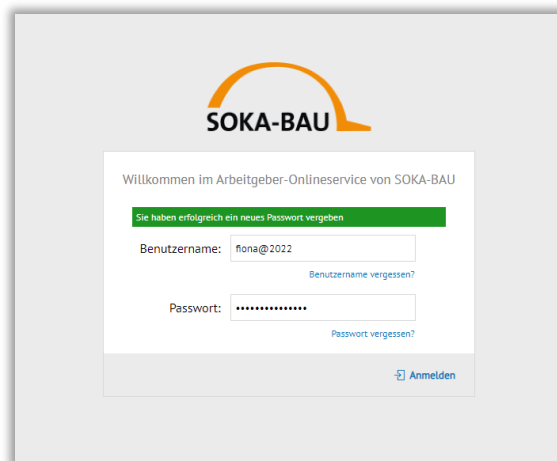 SOKA-BAU
Willkommen im Arbeitgeber-Onlineservice von SOKA-BAU
Sie haben erfolgreich ein neues Passwort vergeben
Benutzername: fiona@2022
Benutzername vergessen?
Passwort: •••••••••••••••
Passwort vergessen?
Anmelden